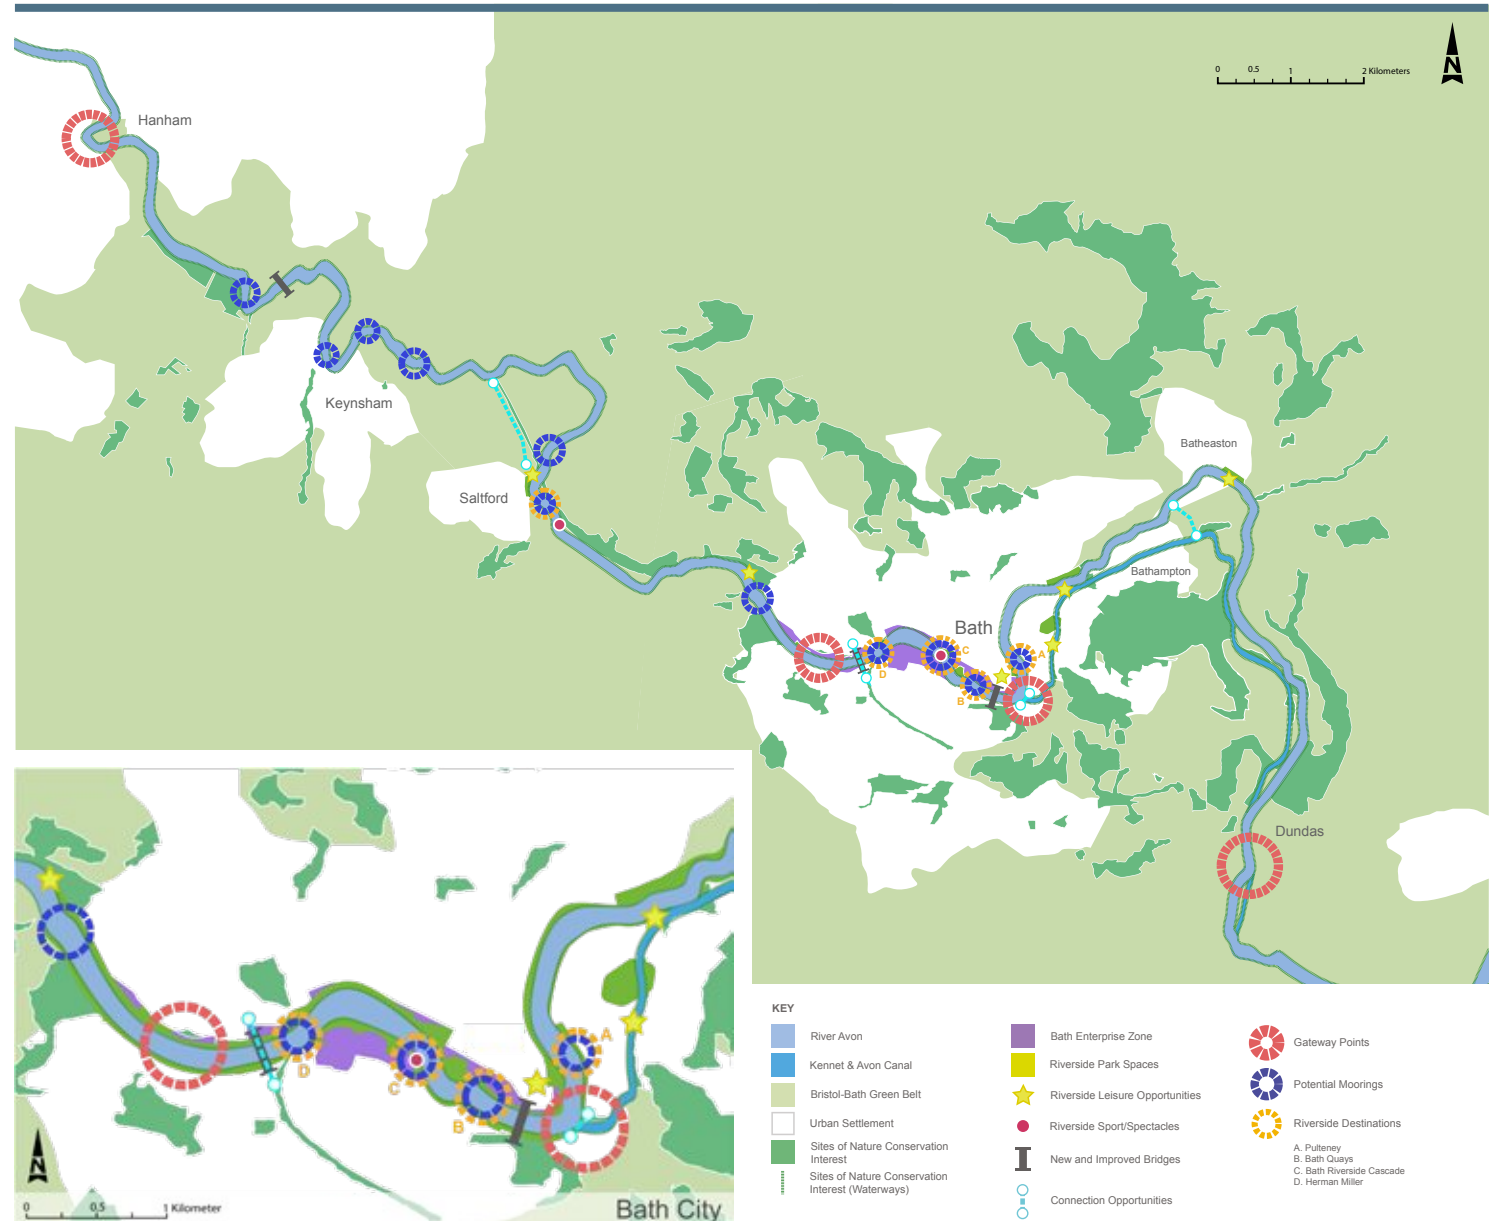 N
0 0.5 1 2 Kilometers
Hanham
Keynsham
Saltford
Batheaston
Bathampton
Bath
A
C
D
B
Dundas
A
D
C
B
N
0 0.5 1 Kilometer
Bath City
KEY
River Avon
Kennet & Avon Canal
Bristol-Bath Green Belt
Urban Settlement
Sites of Nature Conservation
Interest
Sites of Nature Conservation
Interest (Waterways)
Bath Enterprise Zone
Riverside Park Spaces
Riverside Leisure Opportunities
Riverside Sport/Spectacles
New and Improved Bridges
Connection Opportunities
Gateway Points
Potential Moorings
Riverside Destinations
A. Pulteney
B. Bath Quays
C. Bath Riverside Cascade
D. Herman Miller